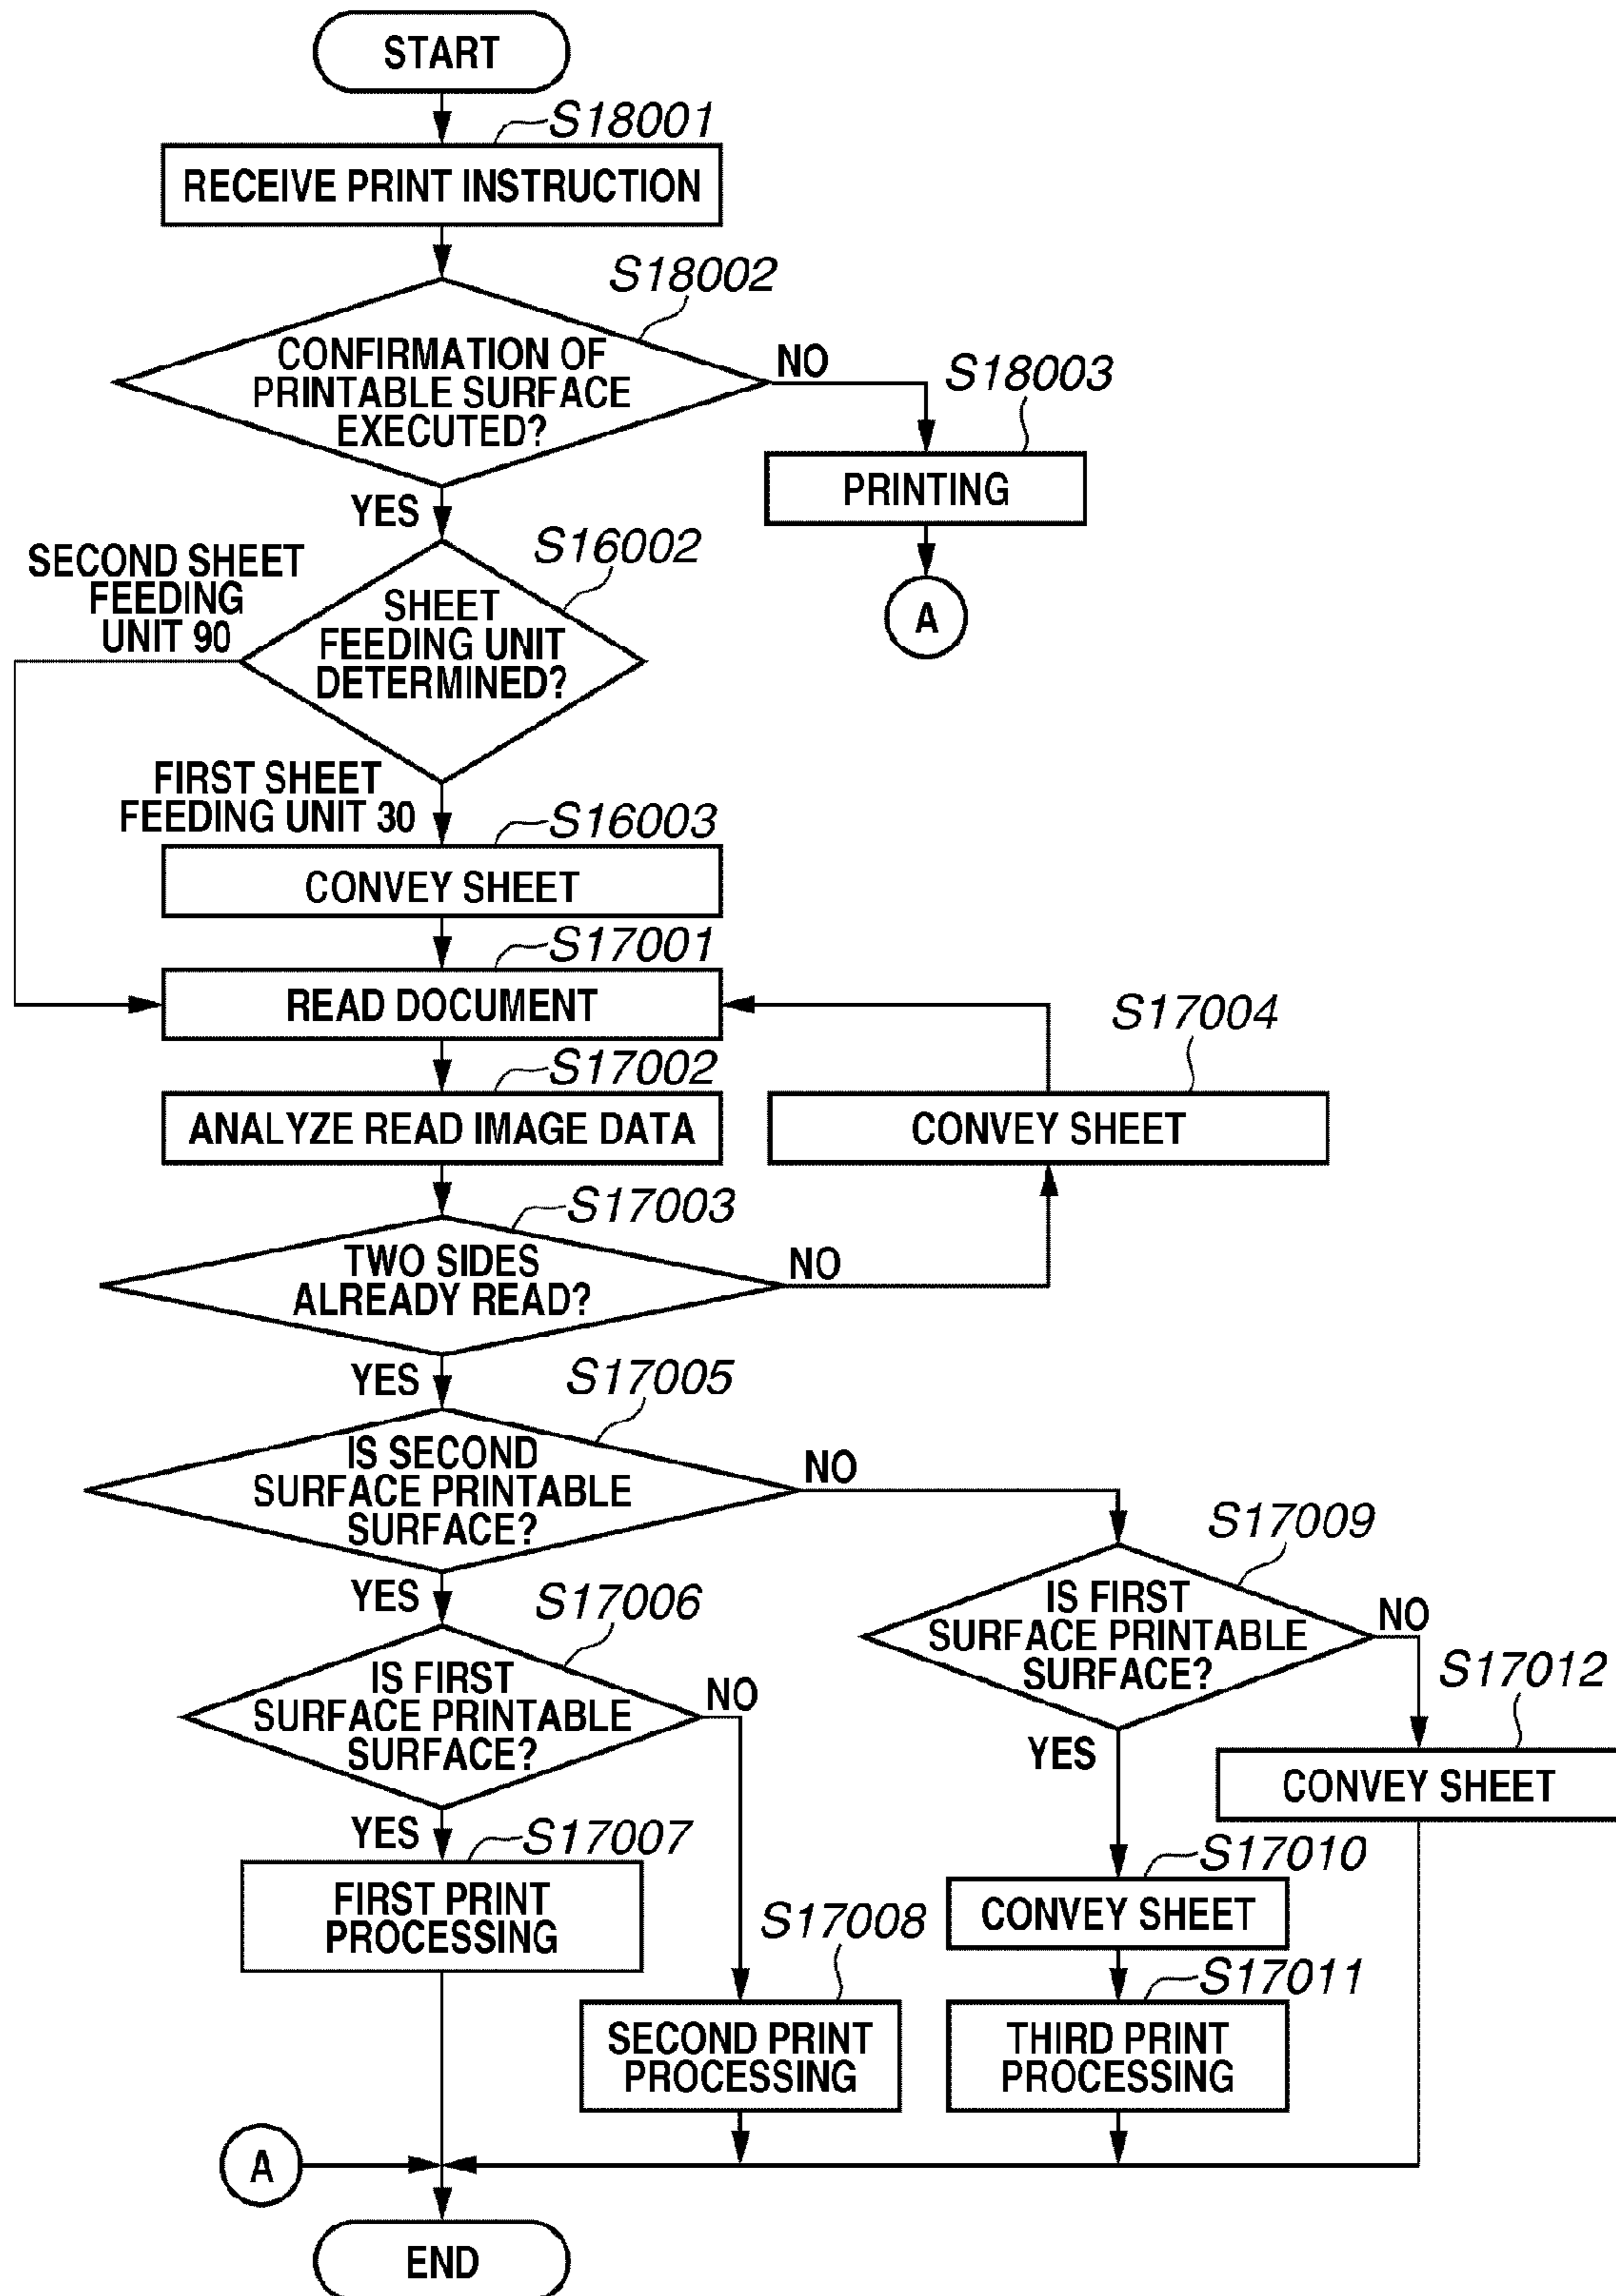 START
S18001
RECEIVE PRINT INSTRUCTION
S18002
CONFIRMATION OF
PRINTABLE SURFACE
EXECUTED?
NO
S18003
PRINTING
A
YES
S16002
SECOND SHEET
FEEDING
UNIT 90
SHEET
FEEDING UNIT
DETERMINED?
FIRST SHEET
FEEDING UNIT 30
S16003
CONVEY SHEET
S17001
READ DOCUMENT
S17004
S17002
ANALYZE READ IMAGE DATA
CONVEY SHEET
S17003
TWO SIDES
ALREADY READ?
NO
YES
S17005
IS SECOND
SURFACE PRINTABLE
SURFACE?
NO
S17009
IS FIRST
SURFACE PRINTABLE
SURFACE?
NO
S17012
CONVEY SHEET
YES
S17006
IS FIRST
SURFACE PRINTABLE
SURFACE?
NO
YES
YES
S17007
FIRST PRINT
PROCESSING
S17008
SECOND PRINT
PROCESSING
S17010
CONVEY SHEET
S17011
THIRD PRINT
PROCESSING
A
END